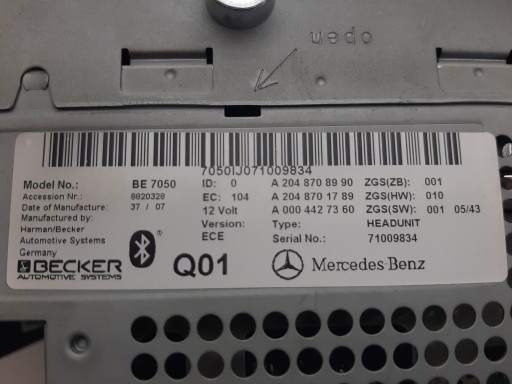 open
7050IJ071009834
Model No.: BE 7050 ID: 0 A 204 870 89 90 ZGS(ZB): 001
Accession Nr.: 8620328 EC: 104 A 204 870 17 89 ZGS(HW): 010
Date of Manufacture: 37 / 07 12 Volt A 000 442 73 60 ZGS(SW): 001 05/43
Manufactured by: Version: Type: HEADUNIT
Harman/Becker ECE Serial No.: 71009834
Automotive Systems
Germany
BECKER Q01 Mercedes-Benz
AUTOMOTIVE SYSTEMS